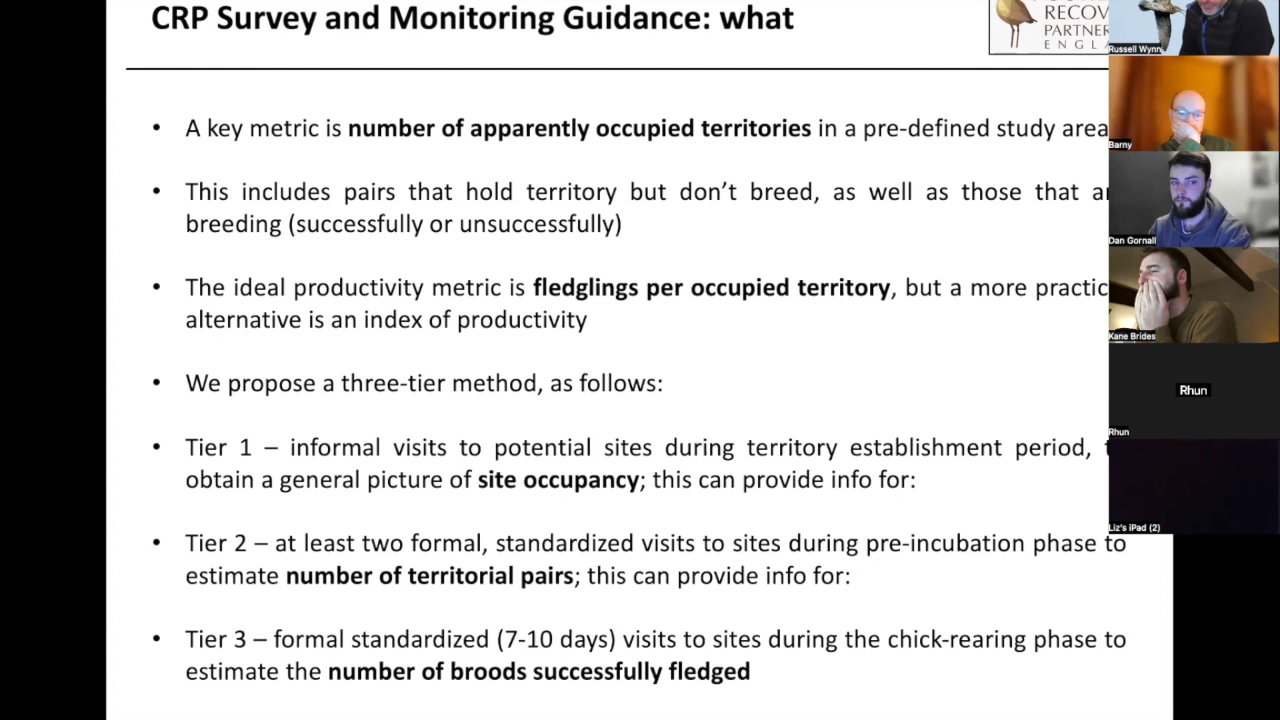 CRP Survey and Monitoring Guidance: what
RECOV
PARTNER
ENGLA
Russell Wynn
• A key metric is number of apparently occupied territories in a pre-defined study area
Barny
• This includes pairs that hold territory but don't breed, as well as those that
breeding (successfully or unsuccessfully)
Dan Gornall
• The ideal productivity metric is fledglings per occupied territory, but a more practic
alternative is an index of productivity
Kane Brides
• We propose a three-tier method, as follows:
Rhun
Rhun
• Tier 1 – informal visits to potential sites during territory establishment period,
obtain a general picture of site occupancy; this can provide info for:
Liz's iPad (2)
• Tier 2 – at least two formal, standardized visits to sites during pre-incubation phase to
estimate number of territorial pairs; this can provide info for:
• Tier 3 – formal standardized (7-10 days) visits to sites during the chick-rearing phase to
estimate the number of broods successfully fledged